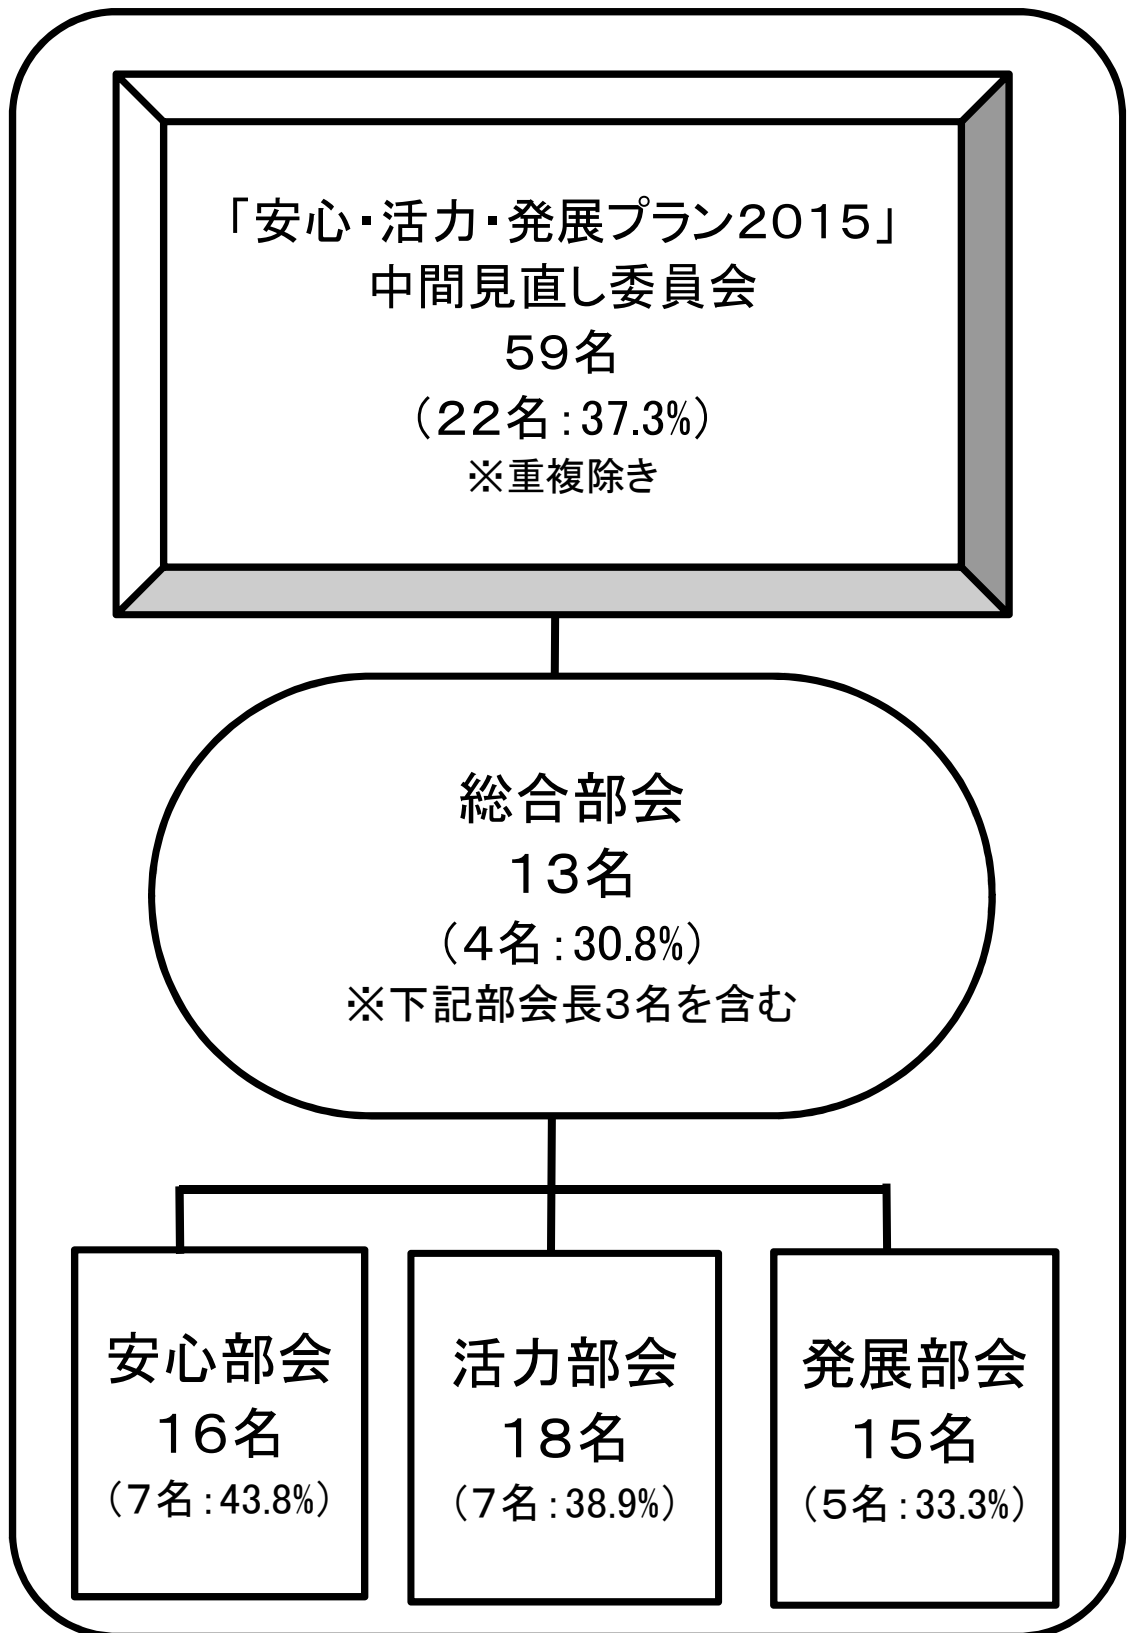 「安心・活力・発展プラン2015」
中間見直し委員会
59名
（22名：37.3%）
※重複除き
総合部会
13名
（4名：30.8%）
※下記部会長3名を含む
安心部会
16名
（7名：43.8%）
活力部会
18名
（7名：38.9%）
発展部会
15名
（5名：33.3%）